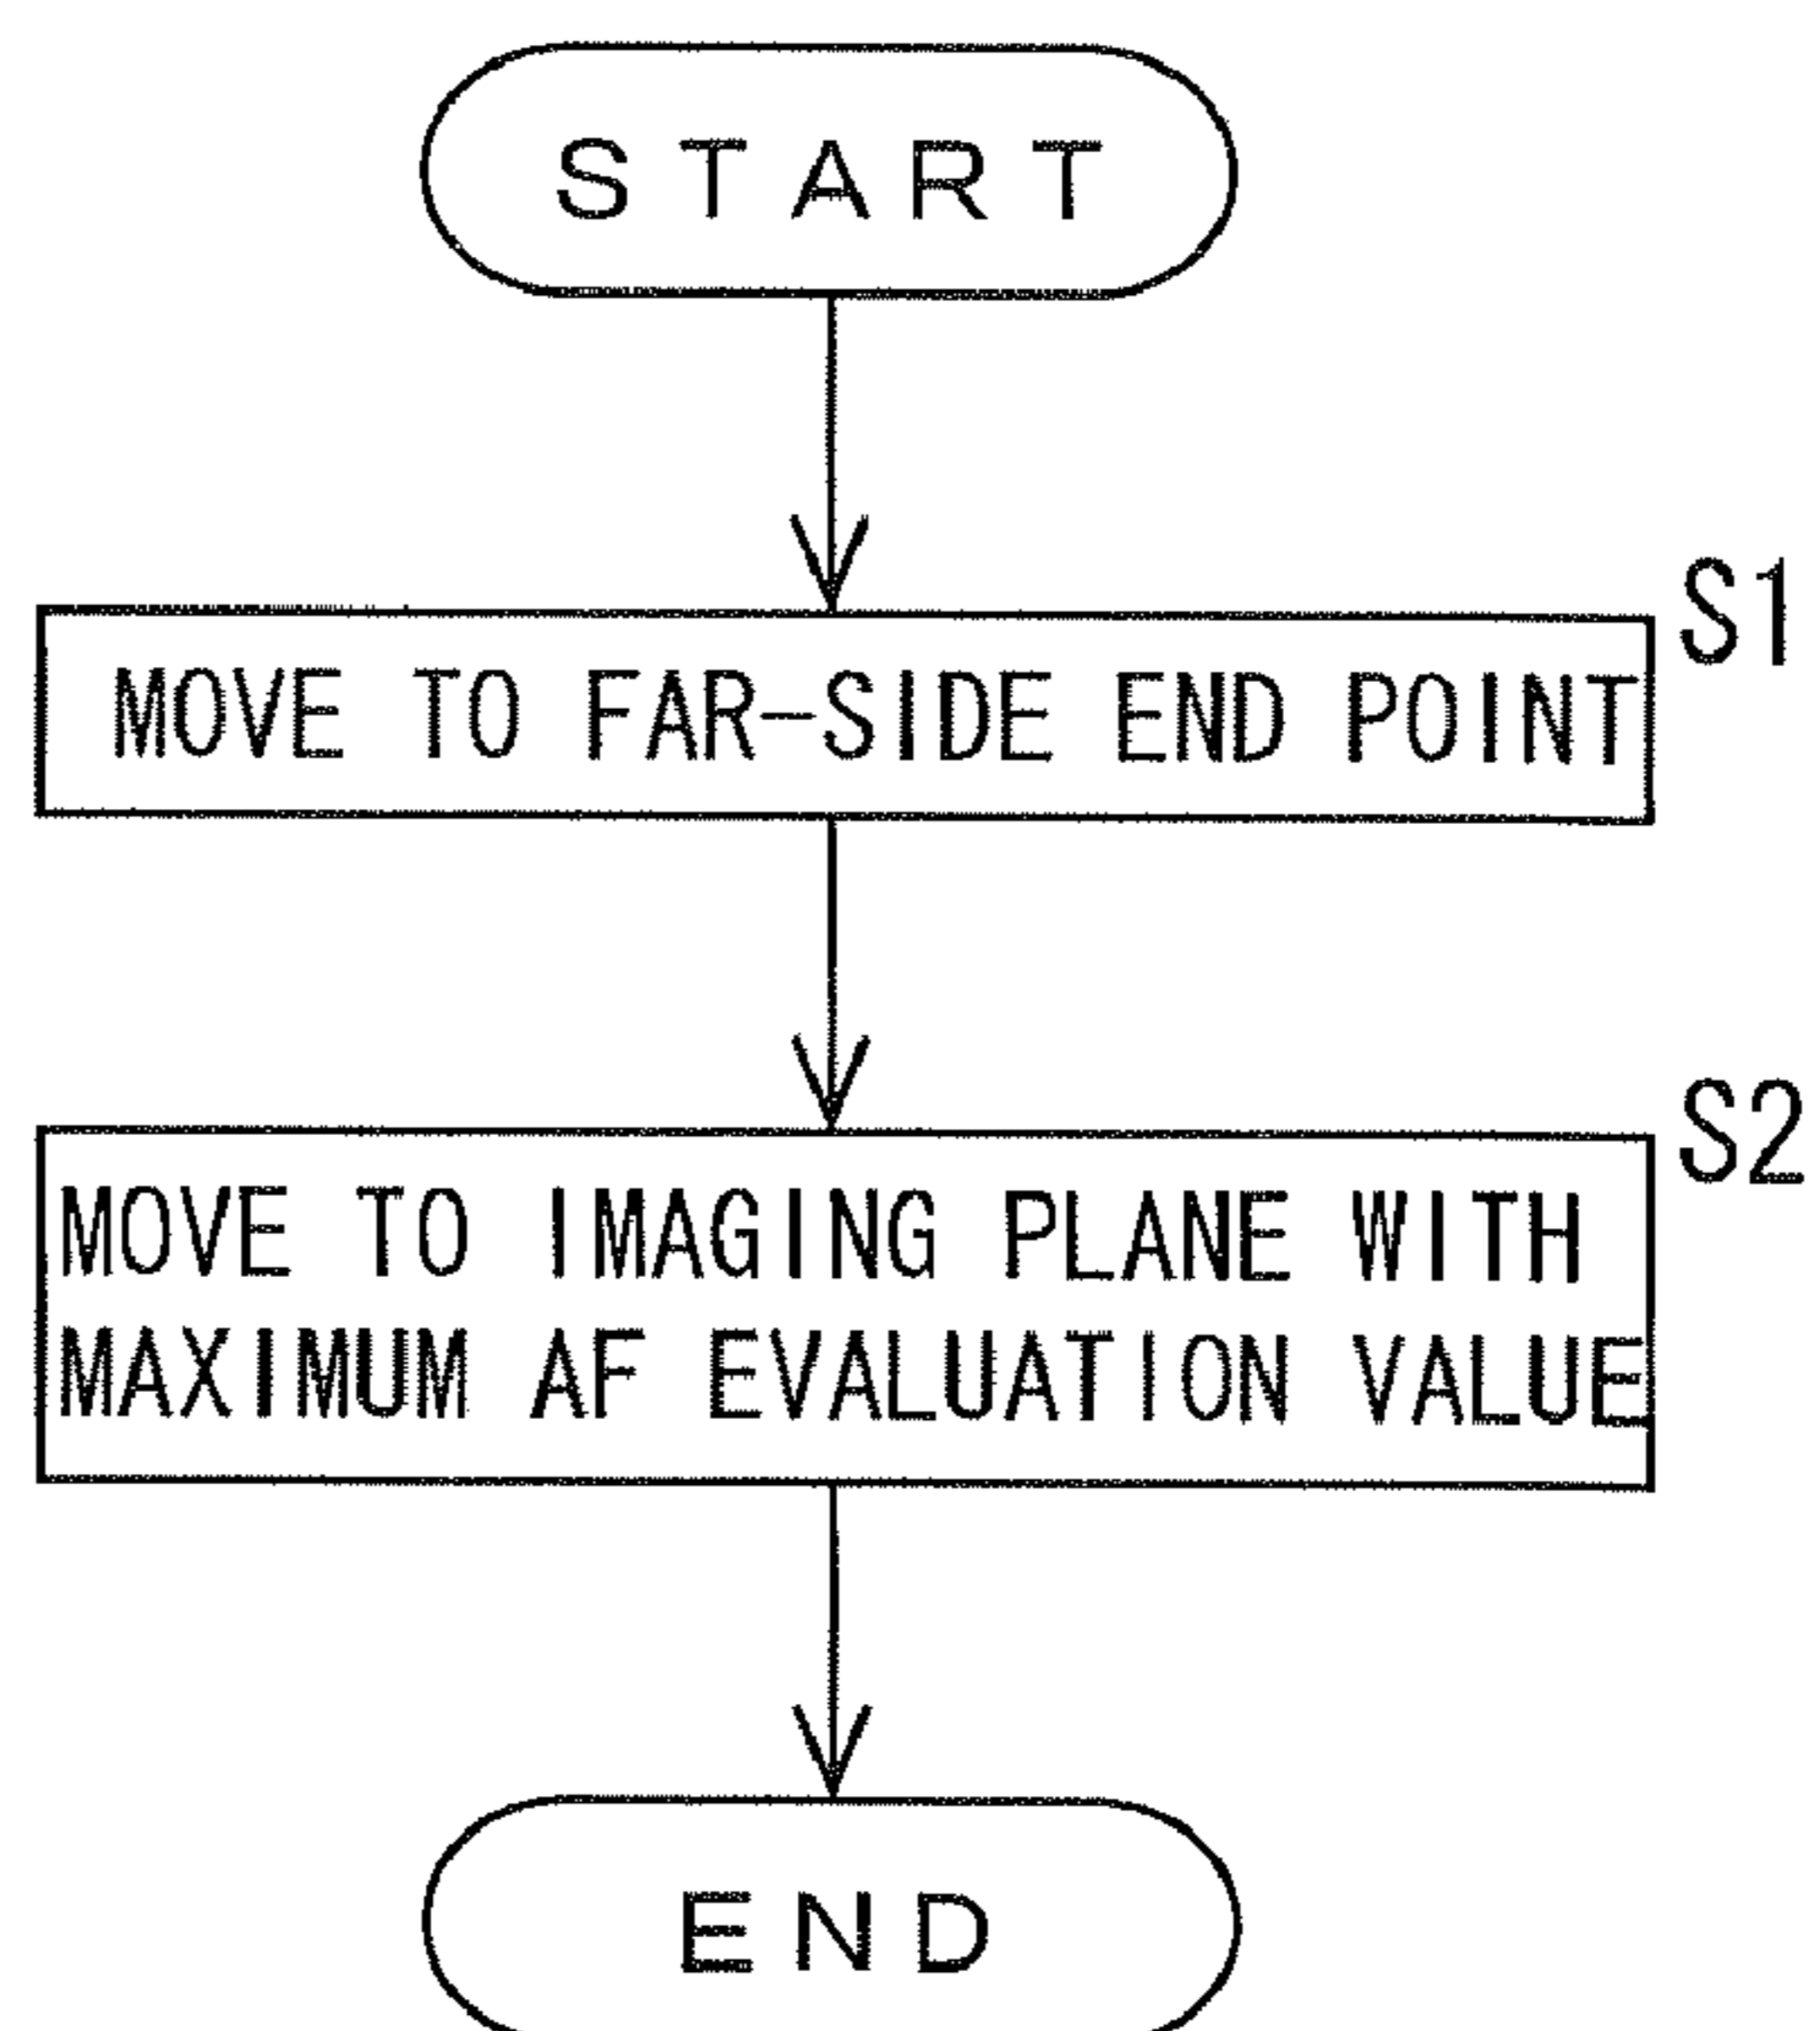 START
S1
MOVE TO FAR-SIDE END POINT
S2
MOVE TO IMAGING PLANE WITH
MAXIMUM AF EVALUATION VALUE
END